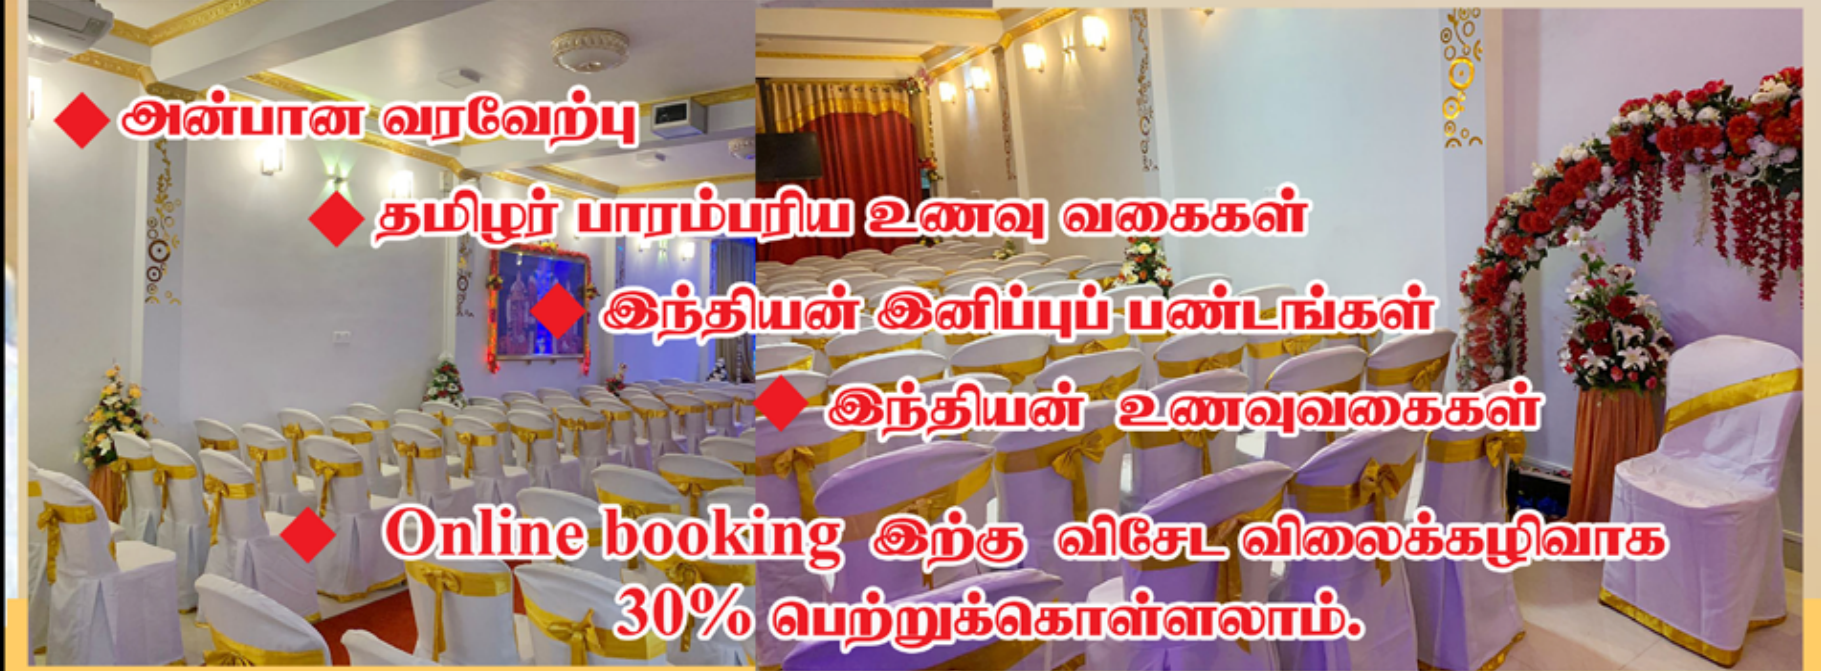 அன்பான வரவேற்பு
தமிழர் பாரம்பரிய உணவு வகைகள்
இந்தியன் இனிப்புப் பண்டங்கள்
இந்தியன் உணவுவகைகள்
Online booking இற்கு விசேட விலைக்கழிவாக
30% பெற்றுக்கொள்ளலாம்.